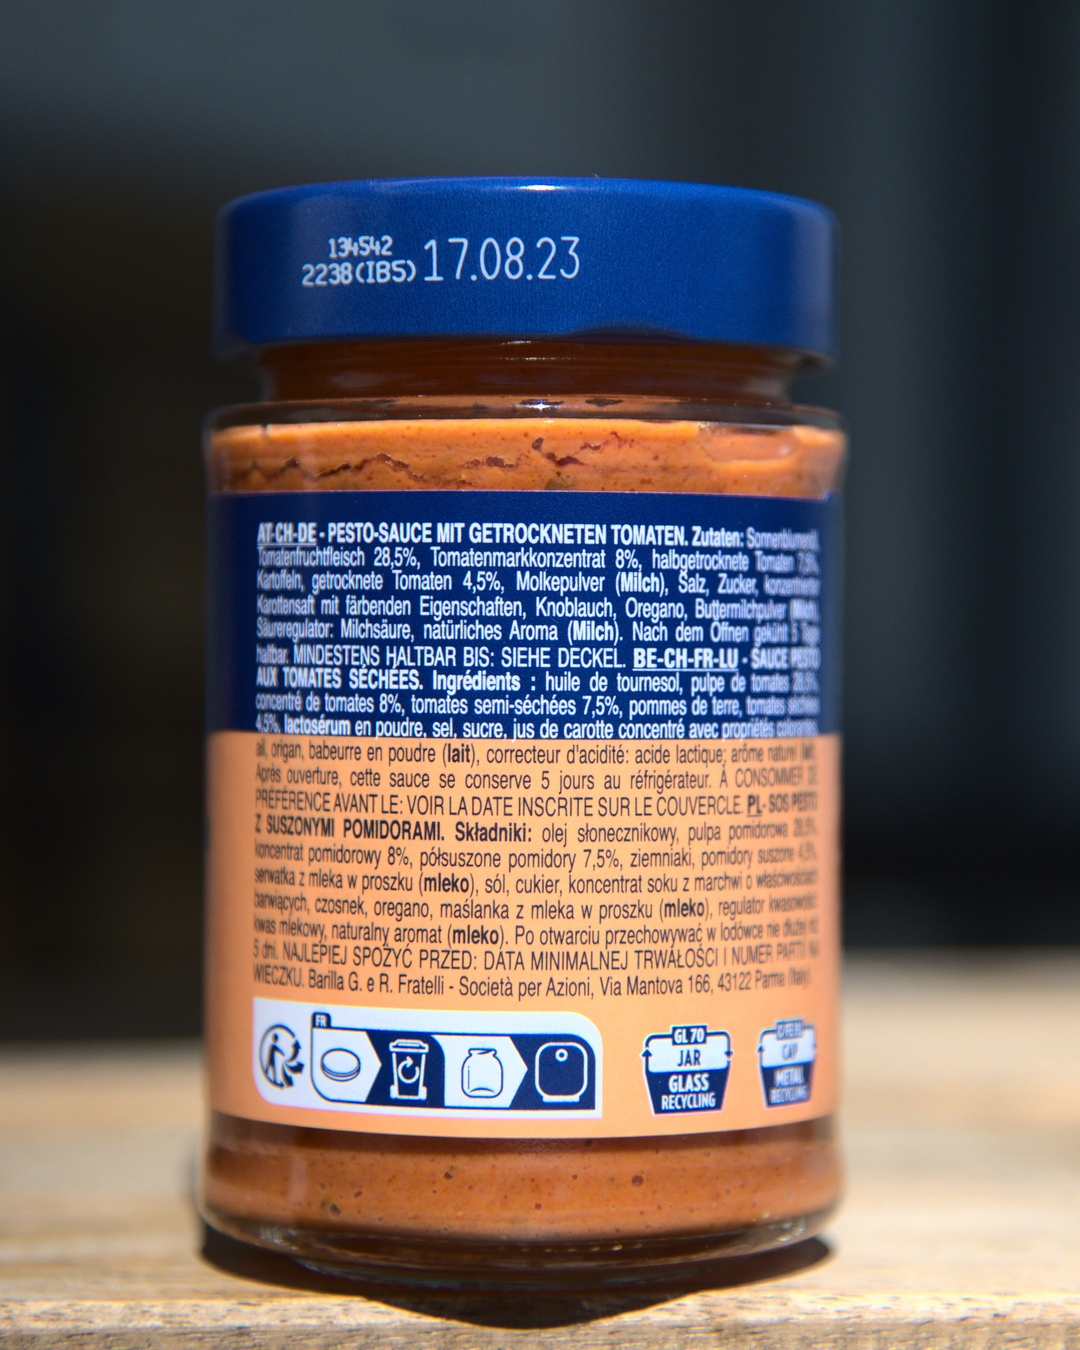 134542
2238(IB5) 17.08.23
AT-CH-DE - PESTO-SAUCE MIT GETROCKNETEN TOMATEN. Zutaten: Sonnenblumenöl,
Tomatenfruchtfleisch 28,5%, Tomatenmarkkonzentrat 8%, halbgetrocknete Tomaten 7,5%,
Kartoffeln, getrocknete Tomaten 4,5%, Molkepulver (Milch), Salz, Zucker, konzentrierter
Karottensaft mit färbenden Eigenschaften, Knoblauch, Oregano, Buttermilchpulver (Milch),
Säureregulator: Milchsäure, natürliches Aroma (Milch). Nach dem Öffnen gekühlt 5 Tage
haltbar. MINDESTENS HALTBAR BIS: SIEHE DECKEL. BE-CH-FR-LU - SAUCE PESTO
AUX TOMATES SÉCHÉES. Ingrédients : huile de tournesol, pulpe de tomates 28,5%,
concentré de tomates 8%, tomates semi-séchées 7,5%, pommes de terre, tomates séchées
4,5%, lactosérum en poudre, sel, sucre, jus de carotte concentré avec propriétés colorantes,
ail, origan, babeurre en poudre (lait), correcteur d'acidité: acide lactique; arôme naturel (lait).
Après ouverture, cette sauce se conserve 5 jours au réfrigérateur. À CONSOMMER DE
PRÉFÉRENCE AVANT LE: VOIR LA DATE INSCRITE SUR LE COUVERCLE. PL- SOS PESTO
Z SUSZONYMI POMIDORAMI. Składniki: olej słonecznikowy, pulpa pomidorowa 28,5%,
koncentrat pomidorowy 8%, półsuszone pomidory 7,5%, ziemniaki, pomidory suszone 4,5%,
serwatka z mleka w proszku (mleko), sól, cukier, koncentrat soku z marchwi o właściwościach
barwiących, czosnek, oregano, maślanka z mleka w proszku (mleko), regulator kwasowości:
kwas mlekowy, naturalny aromat (mleko). Po otwarciu przechowywać w lodówce nie dłużej niż
5 dni. NAJLEPIEJ SPOŻYĆ PRZED: DATA MINIMALNEJ TRWAŁOŚCI I NUMER PARTII NA
WIECZKU. Barilla G. e R. Fratelli - Società per Azioni, Via Mantova 166, 43122 Parma (Italy).
FR
GL 70
JAR
GLASS
RECYCLING
CAP
METAL
RECYCLING